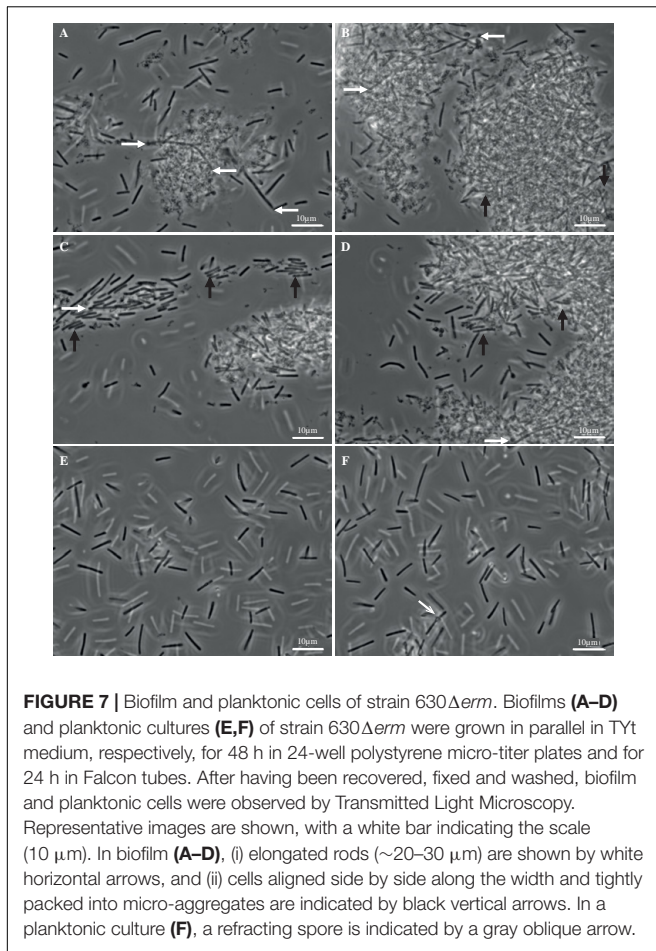 A
B
10μm
10μm
C
D
10μm
10μm
E
F
10μm
10μm
FIGURE 7 | Biofilm and planktonic cells of strain 630Δerm. Biofilms (A–D)
and planktonic cultures (E,F) of strain 630Δerm were grown in parallel in TYt
medium, respectively, for 48 h in 24-well polystyrene micro-titer plates and for
24 h in Falcon tubes. After having been recovered, fixed and washed, biofilm
and planktonic cells were observed by Transmitted Light Microscopy.
Representative images are shown, with a white bar indicating the scale
(10 μm). In biofilm (A–D), (i) elongated rods (∼20–30 μm) are shown by white
horizontal arrows, and (ii) cells aligned side by side along the width and tightly
packed into micro-aggregates are indicated by black vertical arrows. In a
planktonic culture (F), a refracting spore is indicated by a gray oblique arrow.